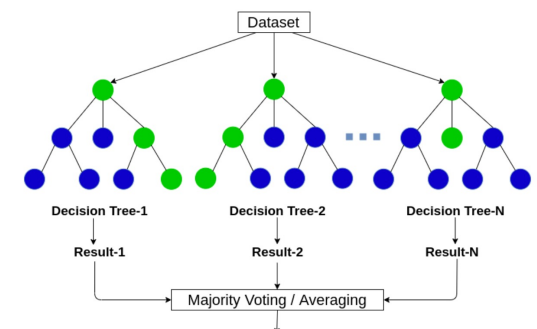 Dataset
Decision Tree-1
Decision Tree-2
Decision Tree-N
Result-1
Result-2
Result-N
Majority Voting / Averaging